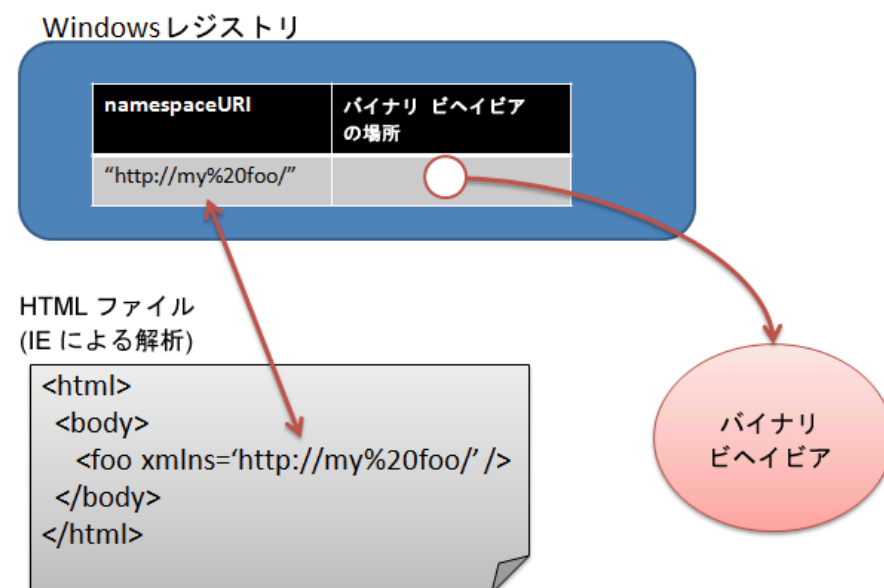 Windowsレジストリ
namespaceURI
バイナリ ビヘイビア
の場所
“http://my%20foo/”
HTML ファイル
(IE による解析)
<html>
<body>
<foo xmlns=‘http://my%20foo/’ />
</body>
</html>
バイナリ
ビヘイビア